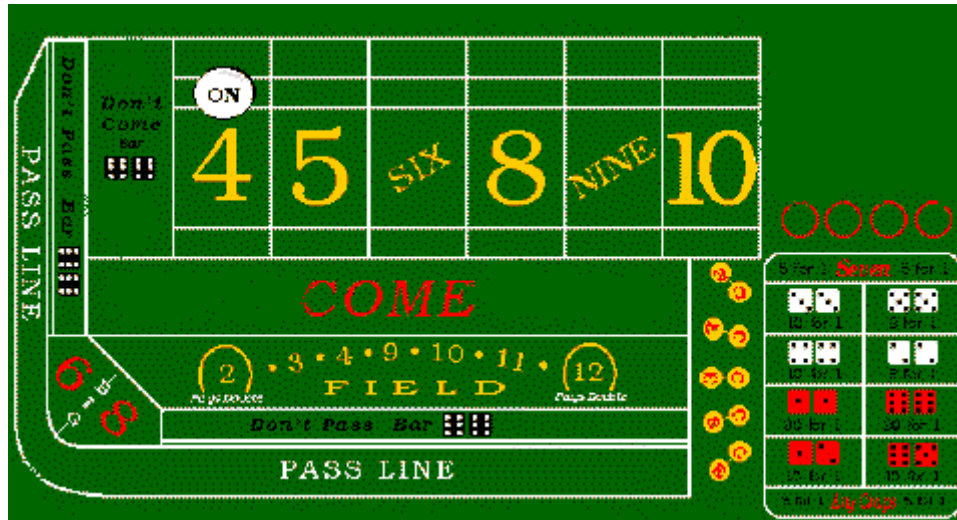 ON
Don't Pass Bar
Don't
Come
Bar
4 5 SIX 8 NINE 10
PASS LINE
COME
2 • 3 • 4 • 9 • 10 • 11 • 12
Pays Double
FIELD
Pays Double
6 BIG 8
Don't Pass Bar
PASS LINE
5 for 1 Seven 5 for 1
10 for 1
8 for 1
10 for 1
8 for 1
30 for 1
30 for 1
15 for 1
15 for 1
Any Craps